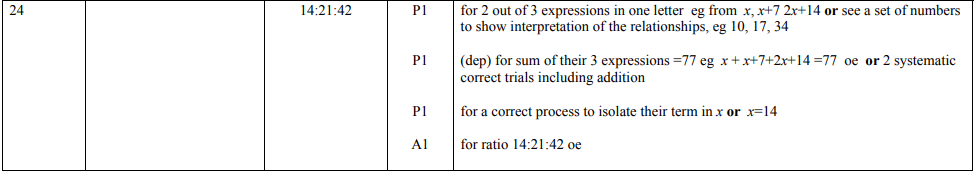 24 14:21:42 P1 for 2 out of 3 expressions in one letter eg from x, x+7 2x+14 or see a set of numbers
to show interpretation of the relationships, eg 10, 17, 34
P1 (dep) for sum of their 3 expressions =77 eg x + x+7+2x+14 =77 oe or 2 systematic
correct trials including addition
P1 for a correct process to isolate their term in x or x=14
A1 for ratio 14:21:42 oe